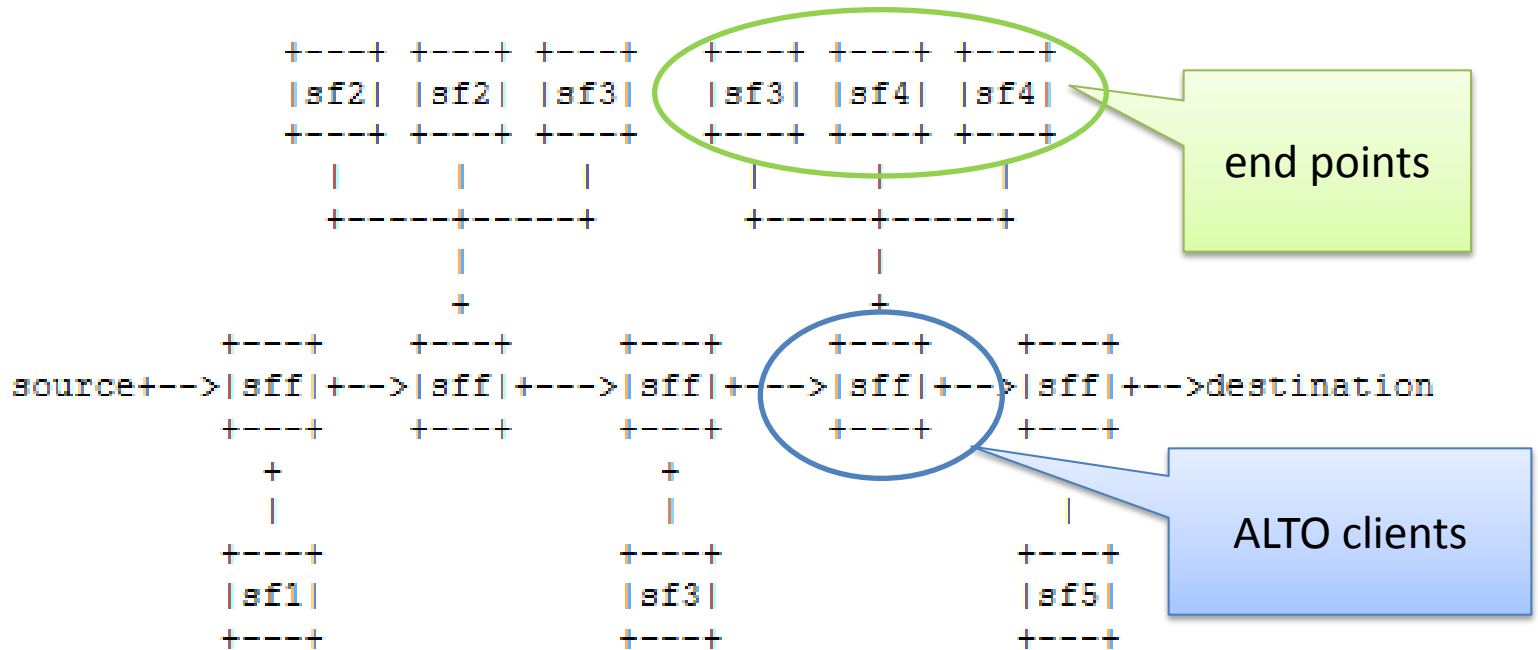 +---+ +---+ +---+ +---+ +---+ +---+
|sf2| |sf2| |sf3| |sf3| |sf4| |sf4|
+---+ +---+ +---+ +---+ +---+ +---+
end points
| | | | | |
+-----+-----+ +-----+-----+
| |
+ +
+---+ +---+ +---+ +---+ +---+
source+-->|sff|+-->|sff|+--->|sff|+--->|sff|+-->|sff|+-->destination
+---+ +---+ +---+ +---+ +---+
+ +
| | |
ALTO clients
+---+ +---+ +---+
|sf1| |sf3| |sf5|
+---+ +---+ +---+